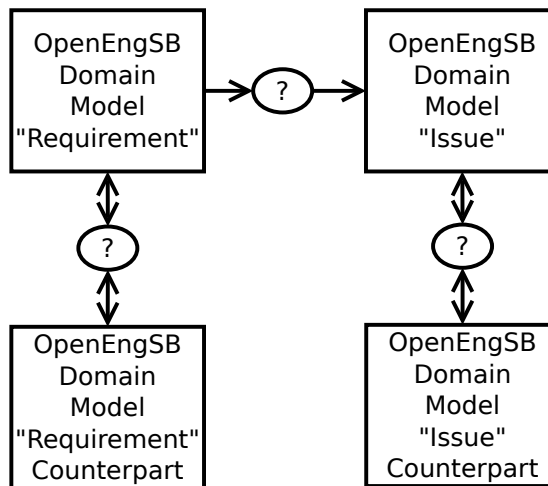 OpenEngSB
Domain
Model
"Requirement"
?
OpenEngSB
Domain
Model
"Issue"
?
?
OpenEngSB
Domain
Model
"Requirement"
Counterpart
OpenEngSB
Domain
Model
"Issue"
Counterpart